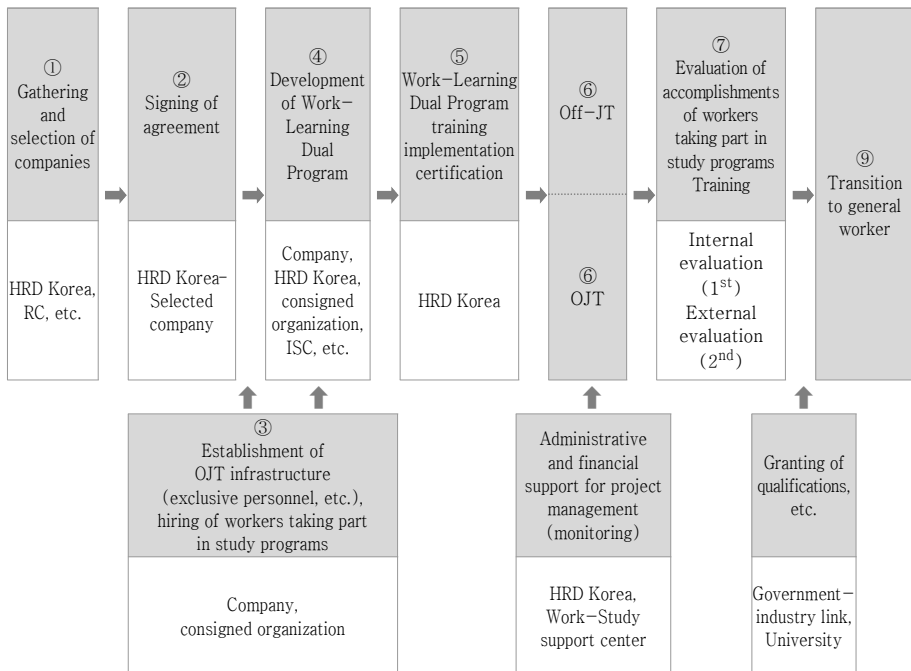 ①
Gathering
and
selection of
companies
HRD Korea,
RC, etc.
②
Signing of
agreement
HRD Korea-
Selected
company
④
Development
of Work-
Learning
Dual
Program
Company,
HRD Korea,
consigned
organization,
ISC, etc.
⑤
Work-Learning
Dual Program
training
implementation
certification
HRD Korea
⑥
Off-JT
⑥
OJT
⑦
Evaluation of
accomplishments
of workers
taking part in
study programs
Training
Internal
evaluation
(1st)
External
evaluation
(2nd)
⑨
Transition
to general
worker
③
Establishment of
OJT infrastructure
(exclusive personnel, etc.),
hiring of workers taking part
in study programs
Company,
consigned organization
Administrative
and financial
support for project
management
(monitoring)
HRD Korea,
Work-Study
support center
Granting of
qualifications,
etc.
Government-
industry link,
University